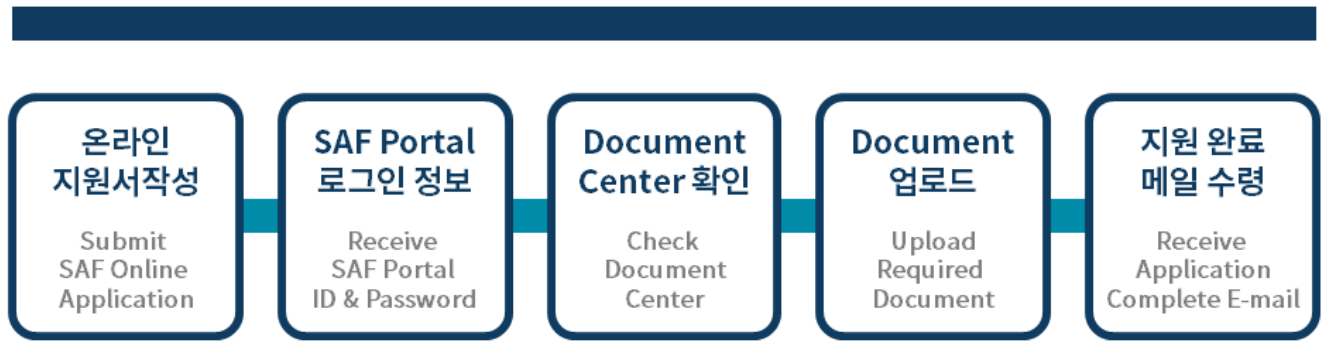 온라인
지원서작성
Submit
SAF Online
Application
SAF Portal
로그인 정보
Receive
SAF Portal
ID & Password
Document
Center 확인
Check
Document
Center
Document
업로드
Upload
Required
Document
지원 완료
메일 수령
Receive
Application
Complete E-mail